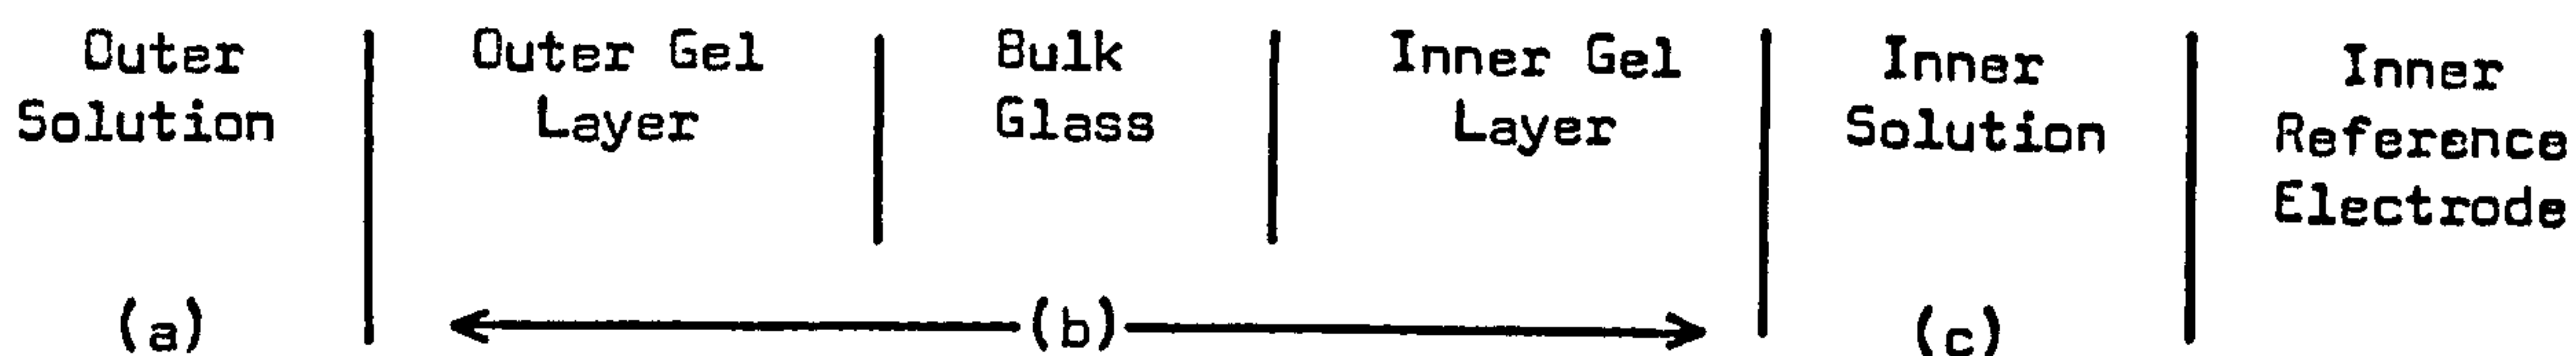 Outer
Solution
Outer Gel
Layer
Bulk
Glass
Inner Gel
Layer
Inner
Solution
Inner
Reference
Electrode
(a)
(b)
(c)